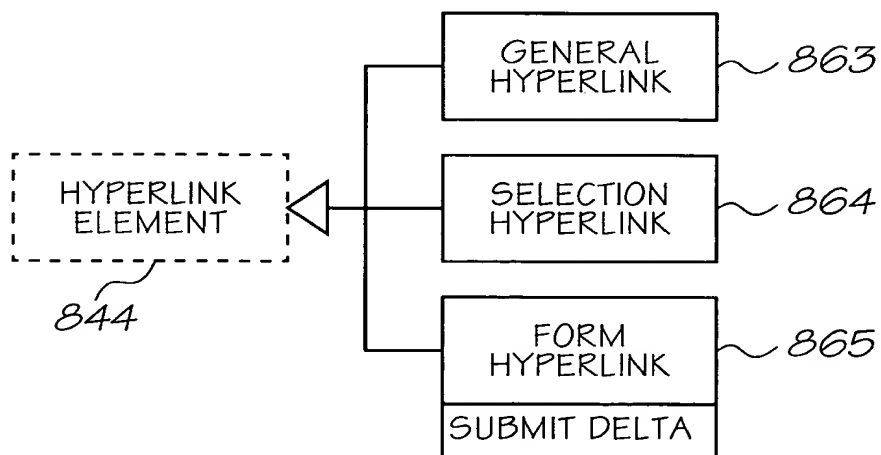 GENERAL
HYPERLINK
863
HYPERLINK
ELEMENT
844
SELECTION
HYPERLINK
864
FORM
HYPERLINK
865
SUBMIT DELTA